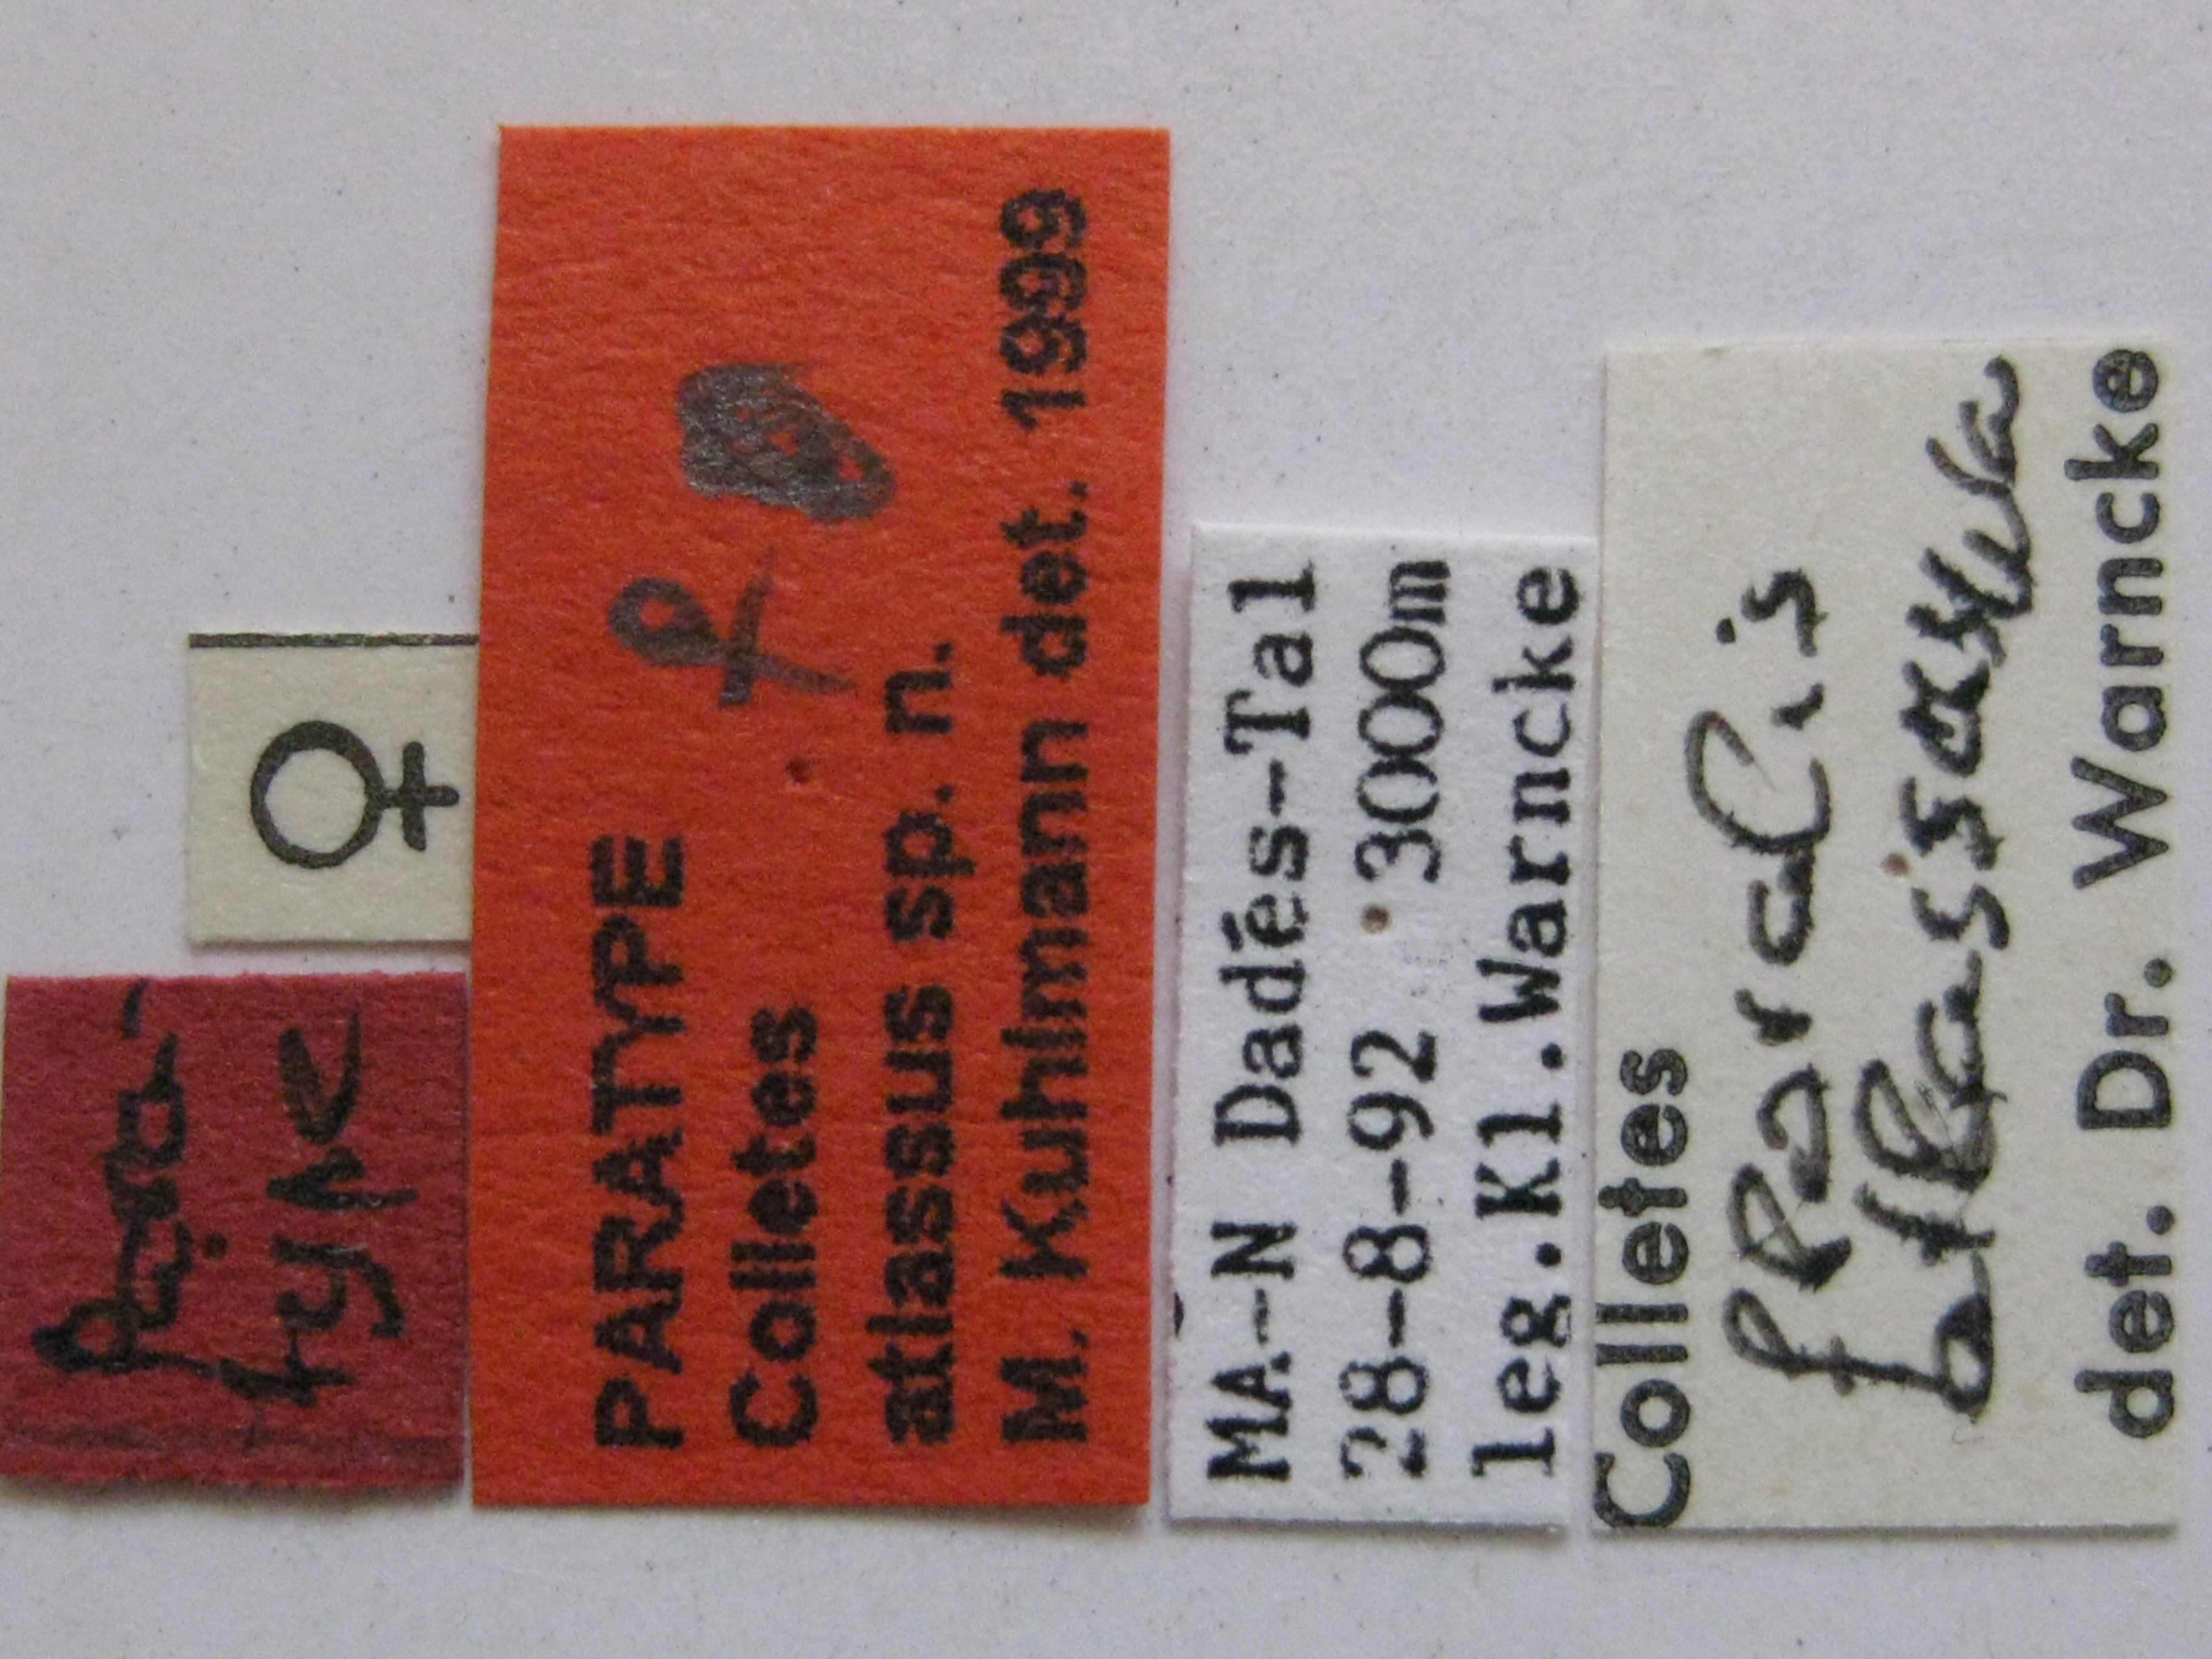 Para-
type
♀
PARATYPE
Colletes ♀
atlassus sp. n.
M. Kuhlmann det. 1999
MA-N Dadés-Tal
28-8-92 3000m
leg.Kl.Warncke
Colletes
floralis
det. Dr. Warncke